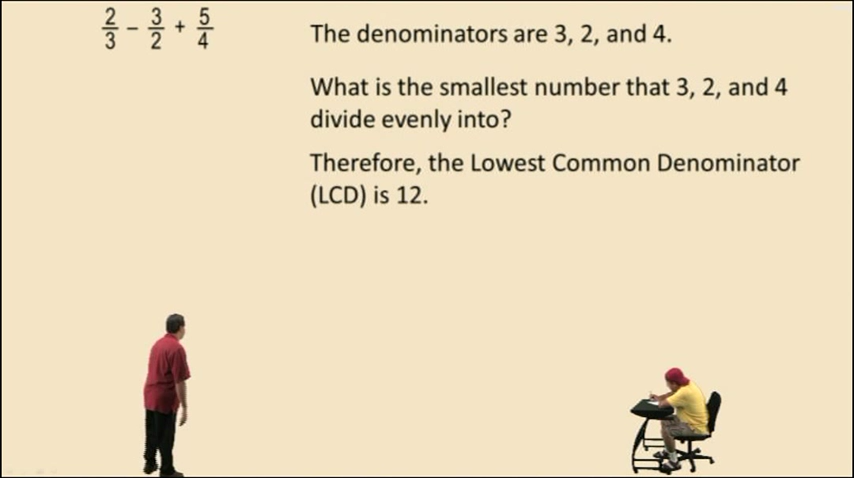 2/3 - 3/2 + 5/4
The denominators are 3, 2, and 4.
What is the smallest number that 3, 2, and 4
divide evenly into?
Therefore, the Lowest Common Denominator
(LCD) is 12.